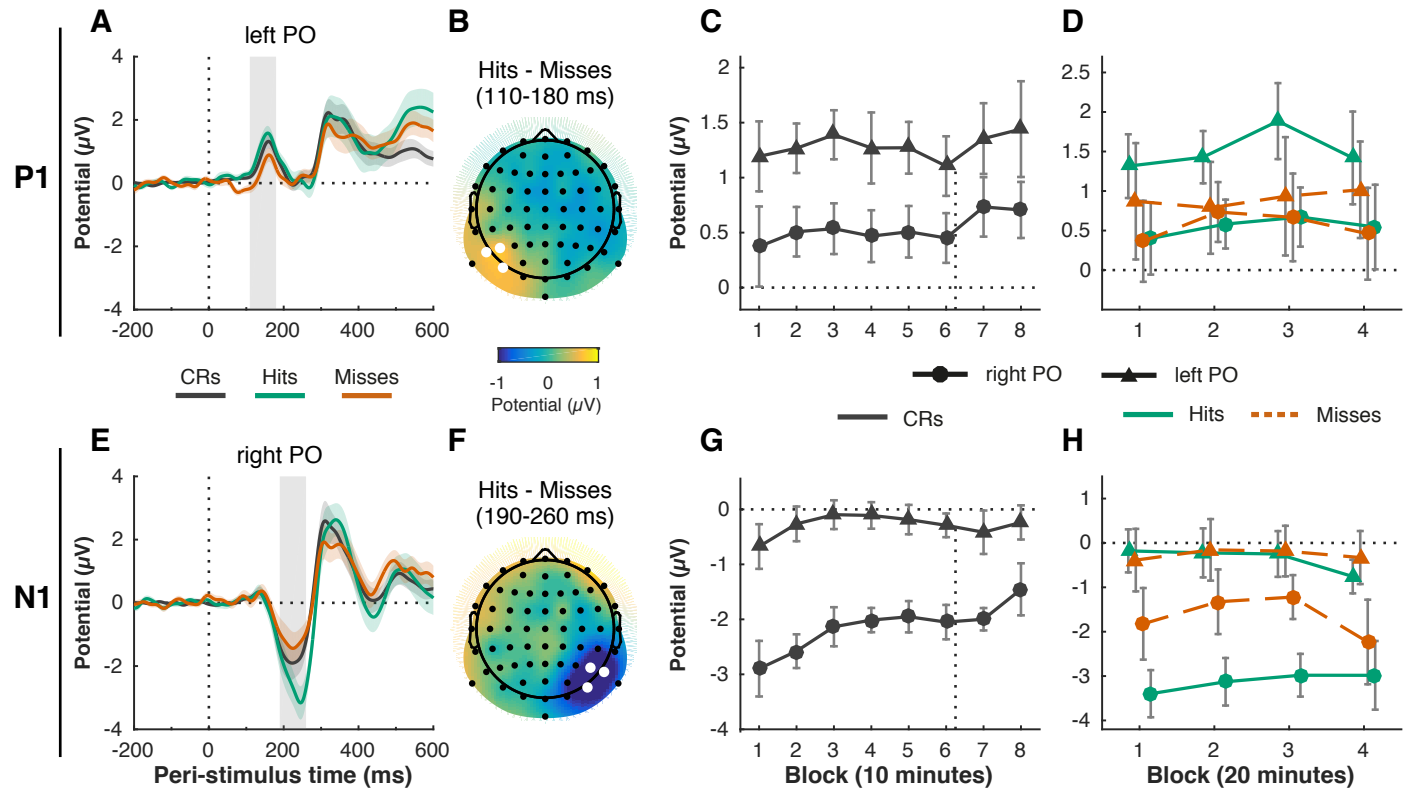 A
B
C
D
P1
left PO
Hits - Misses
(110-180 ms)
Potential (µV)
4
2
0
-2
-4
-200
0
200
400
600
Potential (µV)
2
1.5
1
0.5
0
1
2
3
4
5
6
7
8
2.5
2
1.5
1
0.5
0
1
2
3
4
-1
0
1
Potential (µV)
CRs
Hits
Misses
right PO
left PO
CRs
Hits
Misses
E
F
G
H
N1
right PO
Hits - Misses
(190-260 ms)
Potential (µV)
4
2
0
-2
-4
-200
0
200
400
600
Peri-stimulus time (ms)
Potential (µV)
0
-1
-2
-3
-4
1
2
3
4
5
6
7
8
Block (10 minutes)
1
0
-1
-2
-3
-4
1
2
3
4
Block (20 minutes)